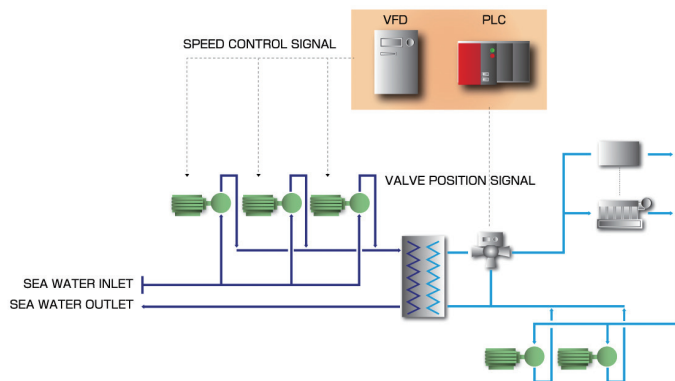 VFD
PLC
SPEED CONTROL SIGNAL
VALVE POSITION SIGNAL
SEA WATER INLET
SEA WATER OUTLET